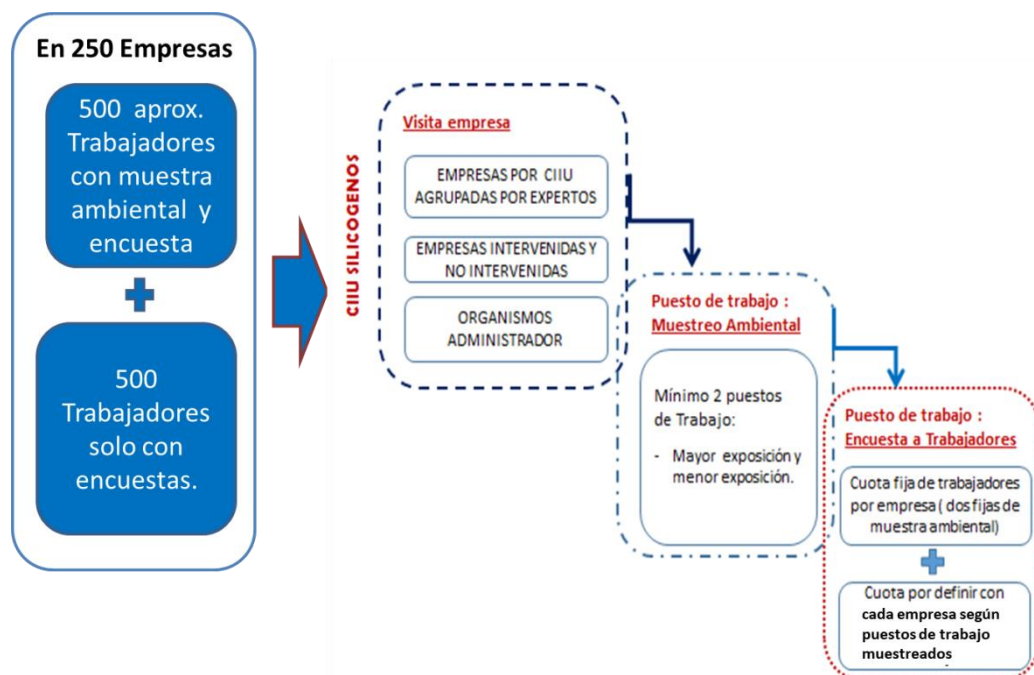 En 250 Empresas
500 aprox.
Trabajadores
con muestra
ambiental y
encuesta
500
Trabajadores
solo con
encuestas.
CIIU SILICOGENOS
Visita empresa
EMPRESAS POR CIIU
AGRUPADAS POR EXPERTOS
EMPRESAS INTERVENIDAS Y
NO INTERVENIDAS
ORGANISMOS
ADMINISTRADOR
Puesto de trabajo :
Muestreo Ambiental
Mínimo 2 puestos
de Trabajo:
- Mayor exposición y
menor exposición.
Puesto de trabajo :
Encuesta a Trabajadores
Cuota fija de trabajadores
por empresa ( dos fijas de
muestra ambiental)
Cuota por definir con
cada empresa según
puestos de trabajo
muestreados